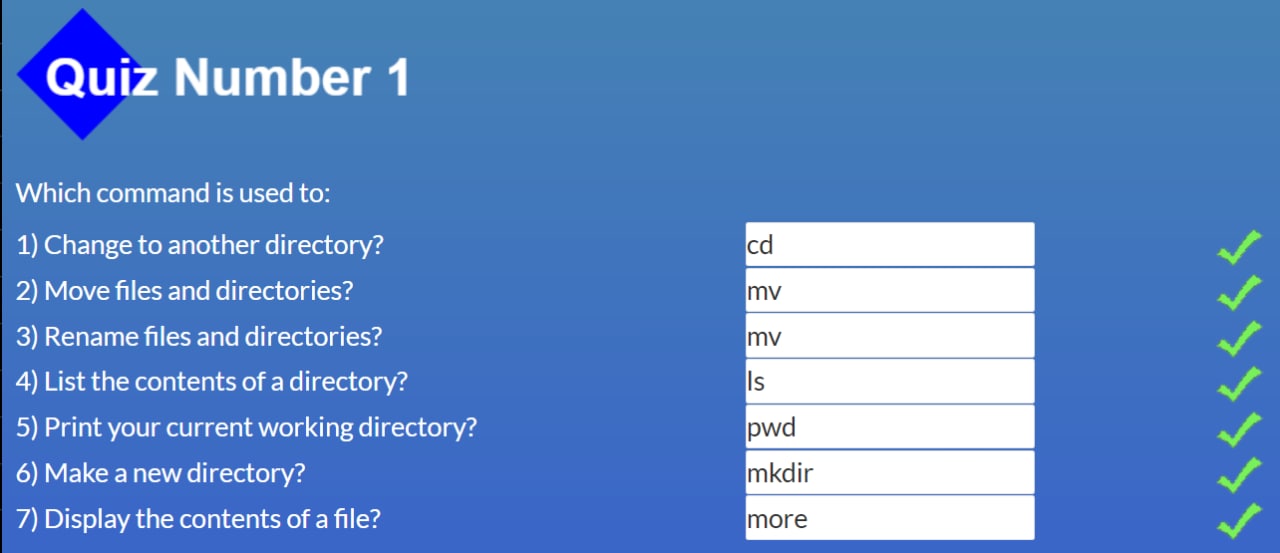 Quiz Number 1
Which command is used to:
1) Change to another directory? cd
2) Move files and directories? mv
3) Rename files and directories? mv
4) List the contents of a directory? ls
5) Print your current working directory? pwd
6) Make a new directory? mkdir
7) Display the contents of a file? more